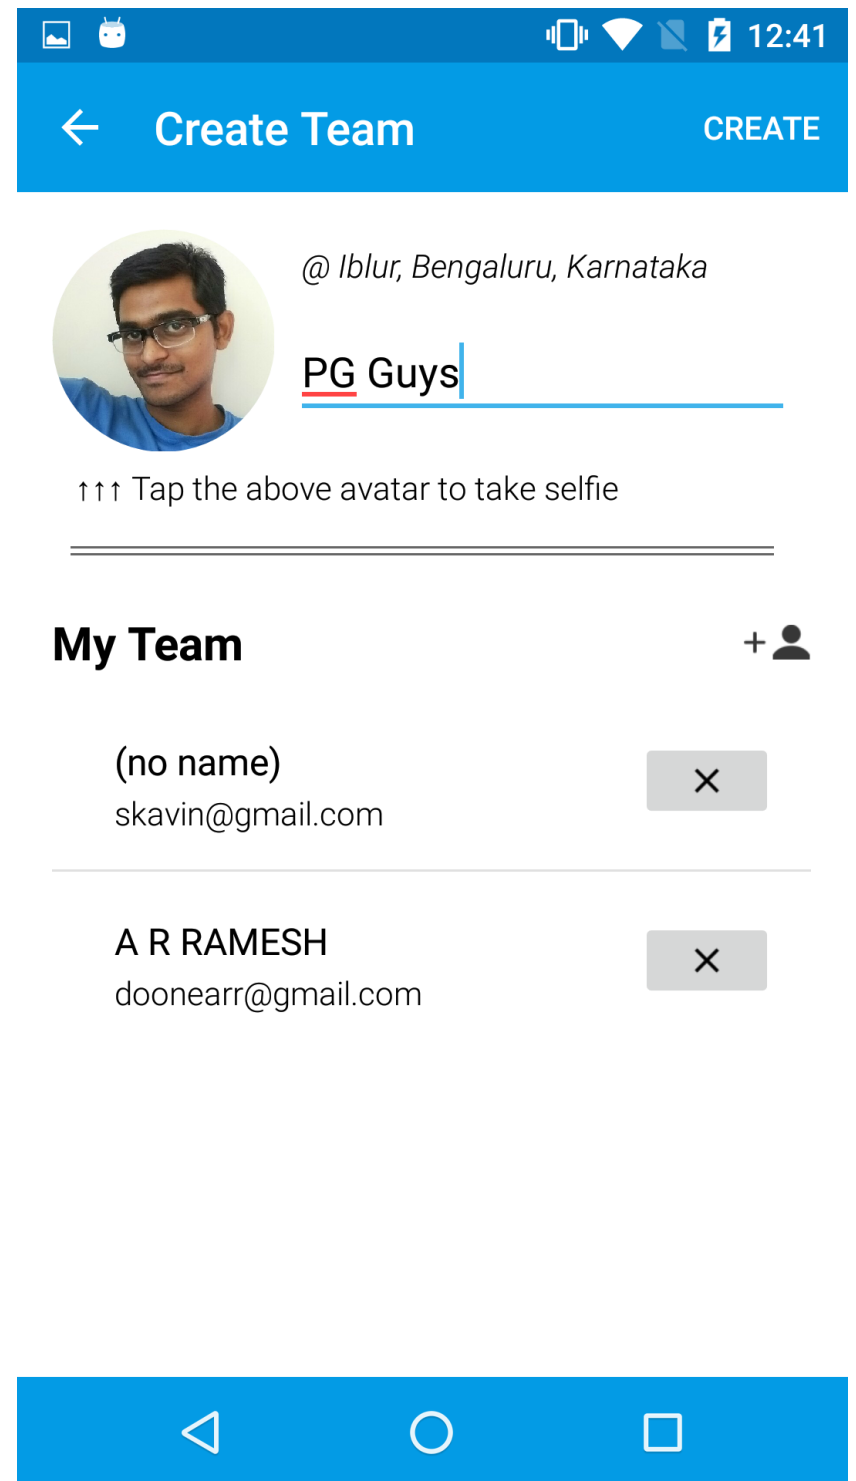 12:41
Create Team CREATE
@ Iblur, Bengaluru, Karnataka
PG Guys
↑↑↑ Tap the above avatar to take selfie
My Team
(no name)
skavin@gmail.com
A R RAMESH
doonearr@gmail.com